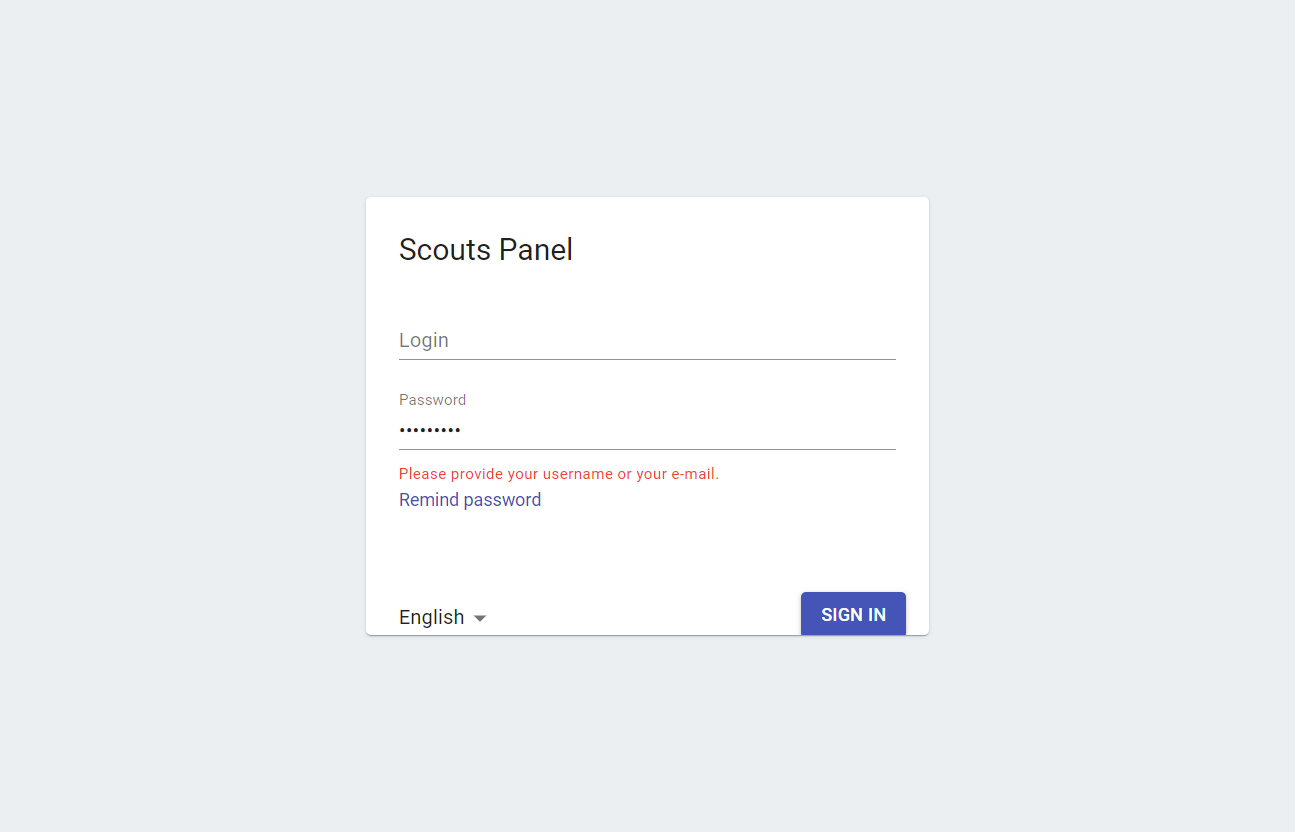 Scouts Panel
Login
Password
•••••••••
Please provide your username or your e-mail.
Remind password
English
SIGN IN